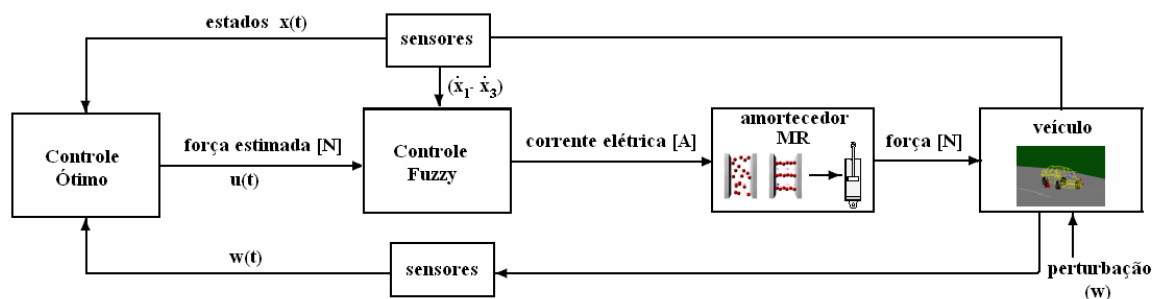 estados x(t)
sensores
(ẋ1- ẋ3)
Controle
Ótimo
força estimada [N]
u(t)
Controle
Fuzzy
corrente elétrica [A]
amortecedor
MR
força [N]
veículo
w(t)
sensores
perturbação
(w)